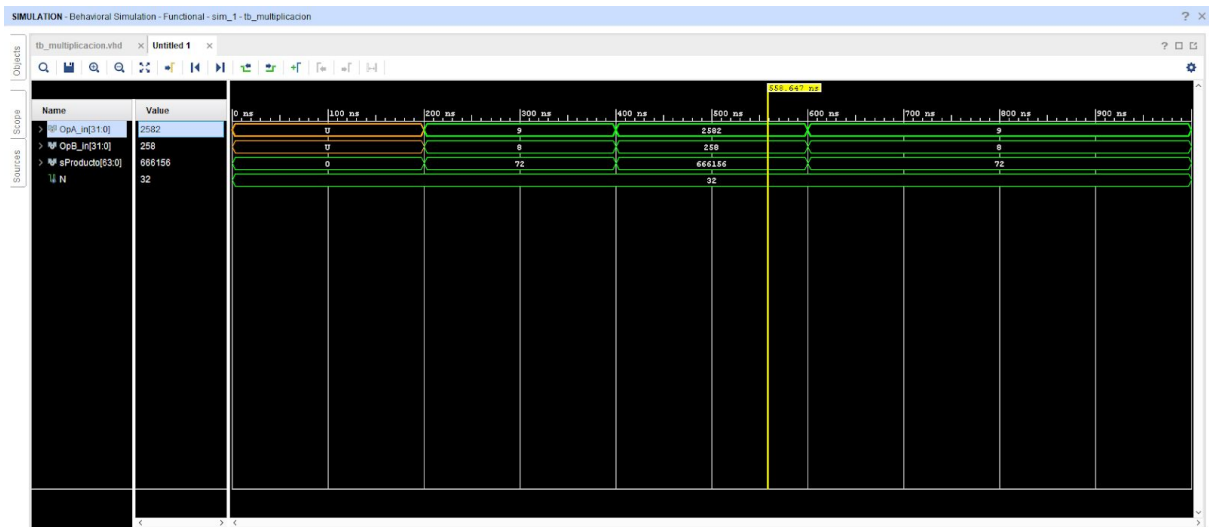 SIMULATION - Behavioral Simulation - Functional - sim_1 - tb_multiplicacion ? ×
tb_multiplicacion.vhd × Untitled 1 × ?
Objects
Scope
Sources
558.647 ns
Name Value 0 ns 100 ns 200 ns 300 ns 400 ns 500 ns 600 ns 700 ns 800 ns 900 ns
> OpA_in[31:0] 2582 U 9 2582 9
> OpB_in[31:0] 258 U 8 258 8
> sProducto[63:0] 666156 0 72 666156 72
N 32 32